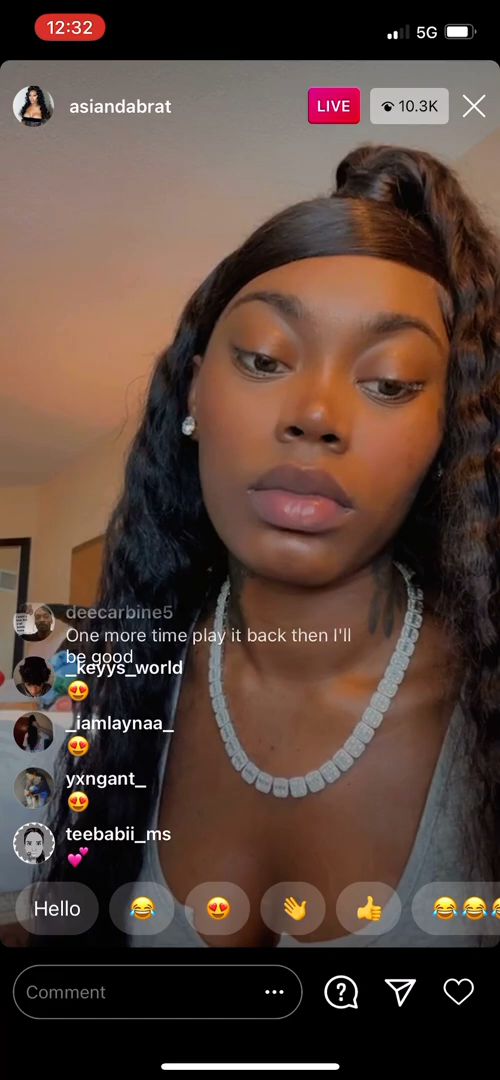 12:32
5G
asiandabrat
LIVE
10.3K
deecarbine5
One more time play it back then I'll
be good
_keyys_world
😍
_iamlaynaa_
😍
yxngant_
😍
teebabii_ms
💕
Hello 😂 😍 👋 👍 😂😂😂
Comment